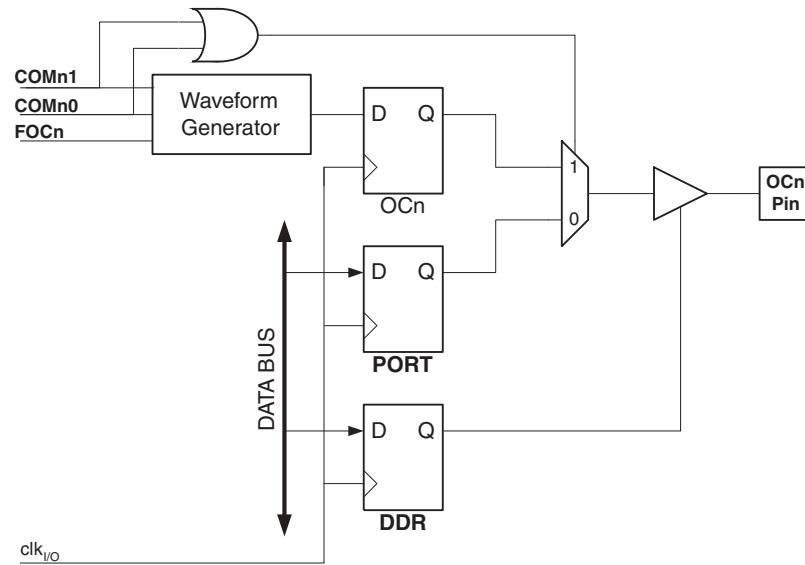 COMn1
COMn0
FOCn
Waveform
Generator
D Q
OCn
1
0
OCn
Pin
D Q
PORT
DATA BUS
D Q
DDR
clkI/O